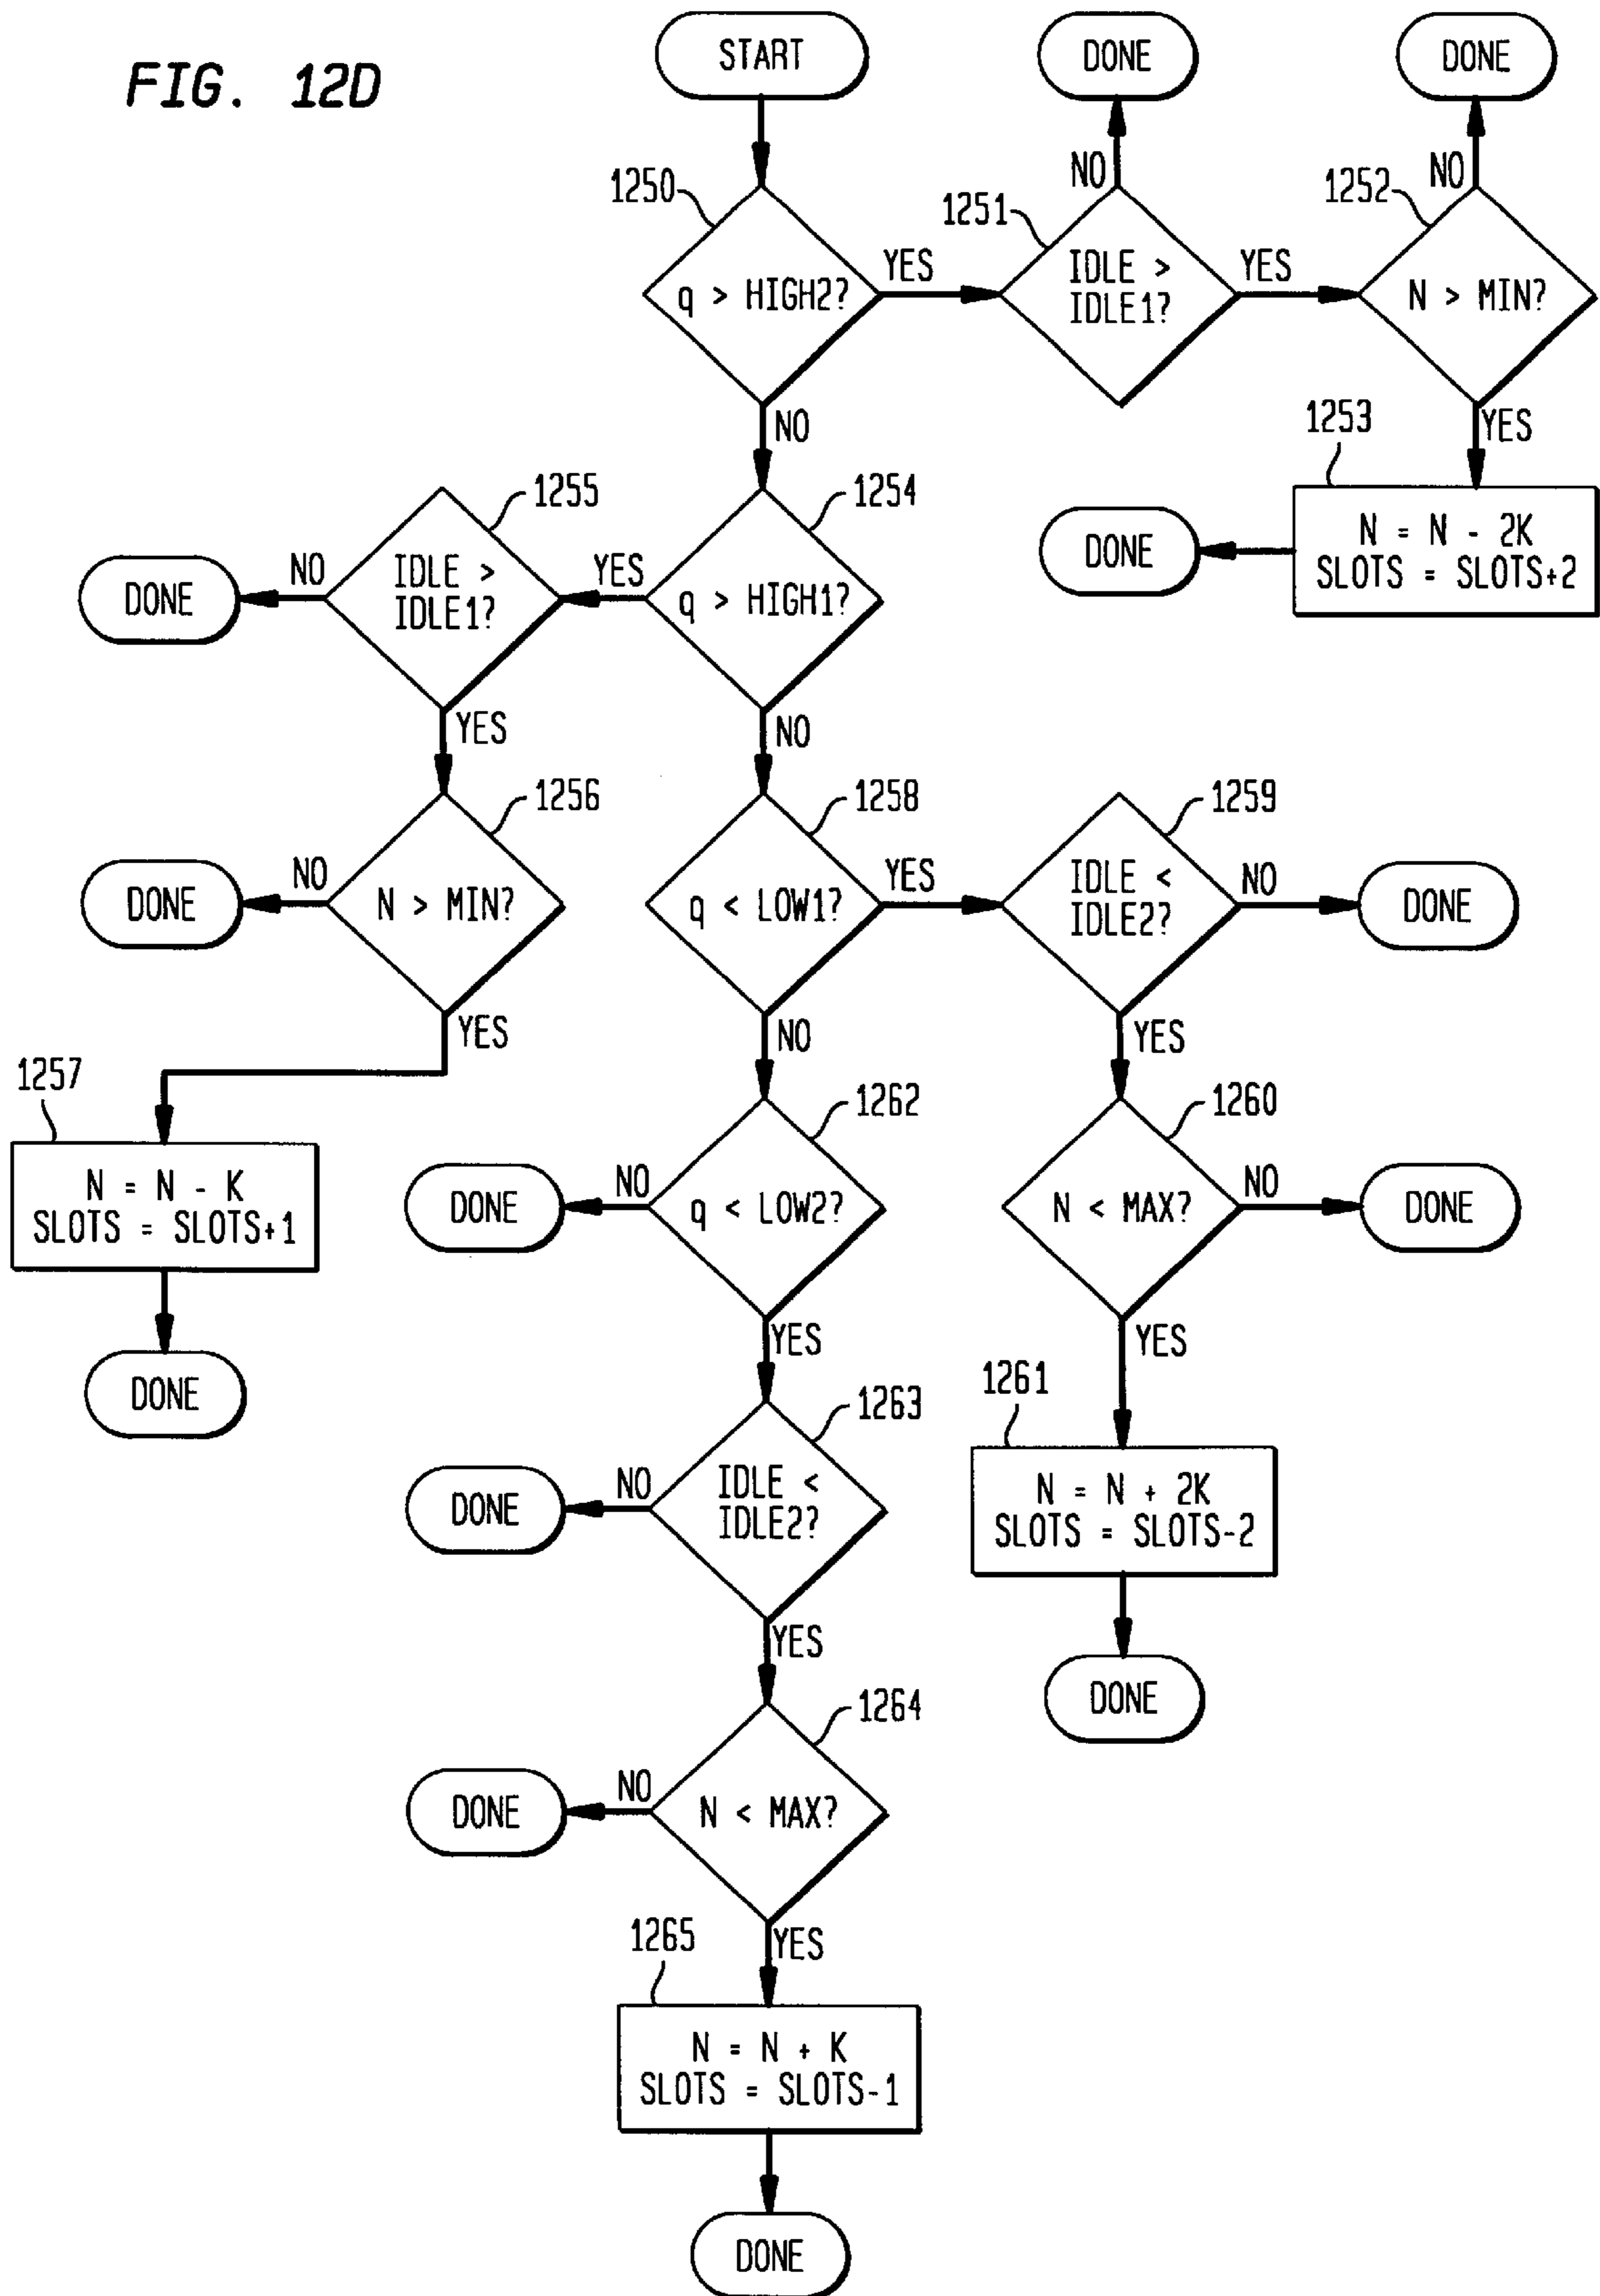 FIG. 12D
START
DONE
DONE
1250
1251
1252
NO
NO
q > HIGH2?
YES
IDLE >
IDLE1?
YES
N > MIN?
NO
YES
1253
N = N - 2K
SLOTS = SLOTS+2
DONE
1255
1254
DONE
NO
IDLE >
IDLE1?
YES
q > HIGH1?
YES
NO
1256
1258
1259
DONE
NO
N > MIN?
q < LOW1?
YES
IDLE <
IDLE2?
NO
DONE
YES
NO
YES
1257
1262
1260
N = N - K
SLOTS = SLOTS+1
DONE
NO
q < LOW2?
N < MAX?
NO
DONE
YES
YES
DONE
1263
1261
DONE
NO
IDLE <
IDLE2?
N = N + 2K
SLOTS = SLOTS-2
YES
DONE
1264
DONE
NO
N < MAX?
YES
1265
N = N + K
SLOTS = SLOTS-1
DONE